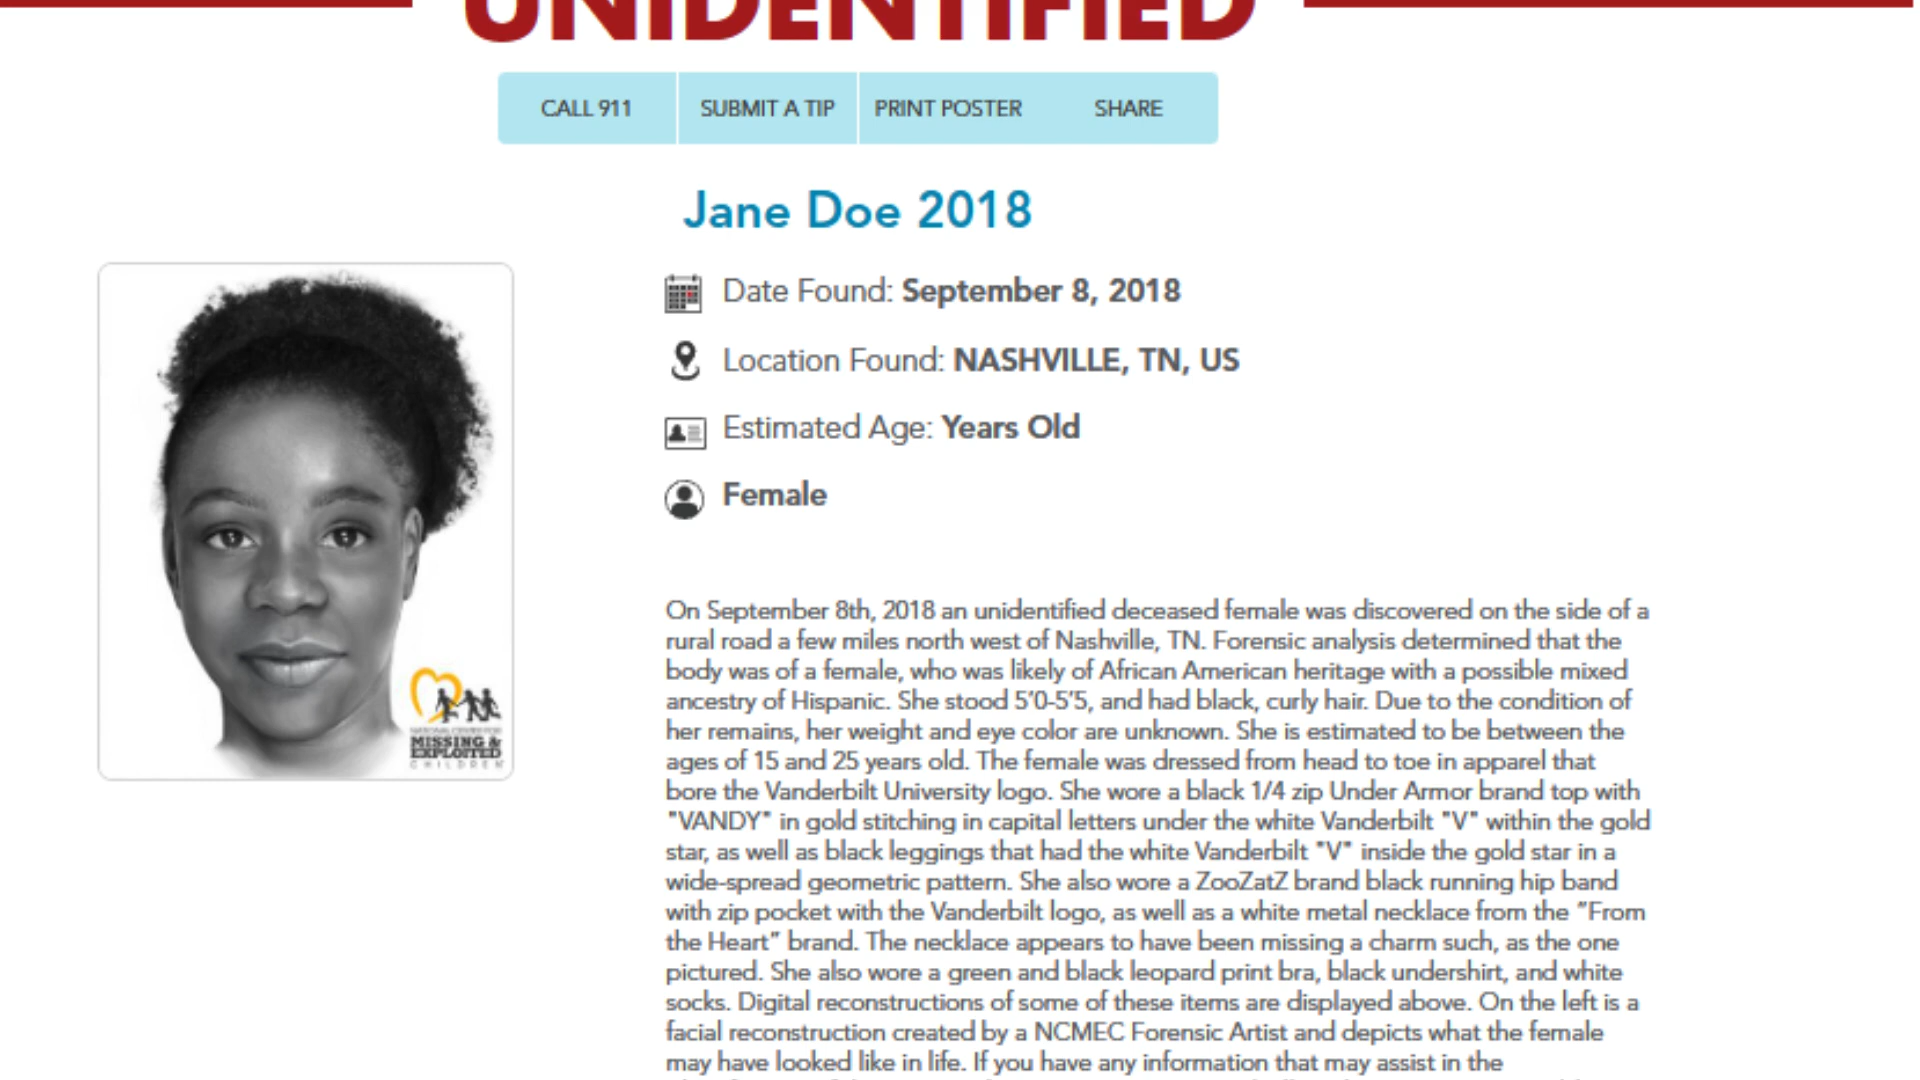 UNIDENTIFIED
CALL 911 SUBMIT A TIP PRINT POSTER SHARE
Jane Doe 2018
Date Found: September 8, 2018
Location Found: NASHVILLE, TN, US
Estimated Age: Years Old
Female
MISSING &
EXPLOITED
CHILDREN
On September 8th, 2018 an unidentified deceased female was discovered on the side of a
rural road a few miles north west of Nashville, TN. Forensic analysis determined that the
body was of a female, who was likely of African American heritage with a possible mixed
ancestry of Hispanic. She stood 5'0-5'5, and had black, curly hair. Due to the condition of
her remains, her weight and eye color are unknown. She is estimated to be between the
ages of 15 and 25 years old. The female was dressed from head to toe in apparel that
bore the Vanderbilt University logo. She wore a black 1/4 zip Under Armor brand top with
"VANDY" in gold stitching in capital letters under the white Vanderbilt "V" within the gold
star, as well as black leggings that had the white Vanderbilt "V" inside the gold star in a
wide-spread geometric pattern. She also wore a ZooZatZ brand black running hip band
with zip pocket with the Vanderbilt logo, as well as a white metal necklace from the "From
the Heart" brand. The necklace appears to have been missing a charm such, as the one
pictured. She also wore a green and black leopard print bra, black undershirt, and white
socks. Digital reconstructions of some of these items are displayed above. On the left is a
facial reconstruction created by a NCMEC Forensic Artist and depicts what the female
may have looked like in life. If you have any information that may assist in the